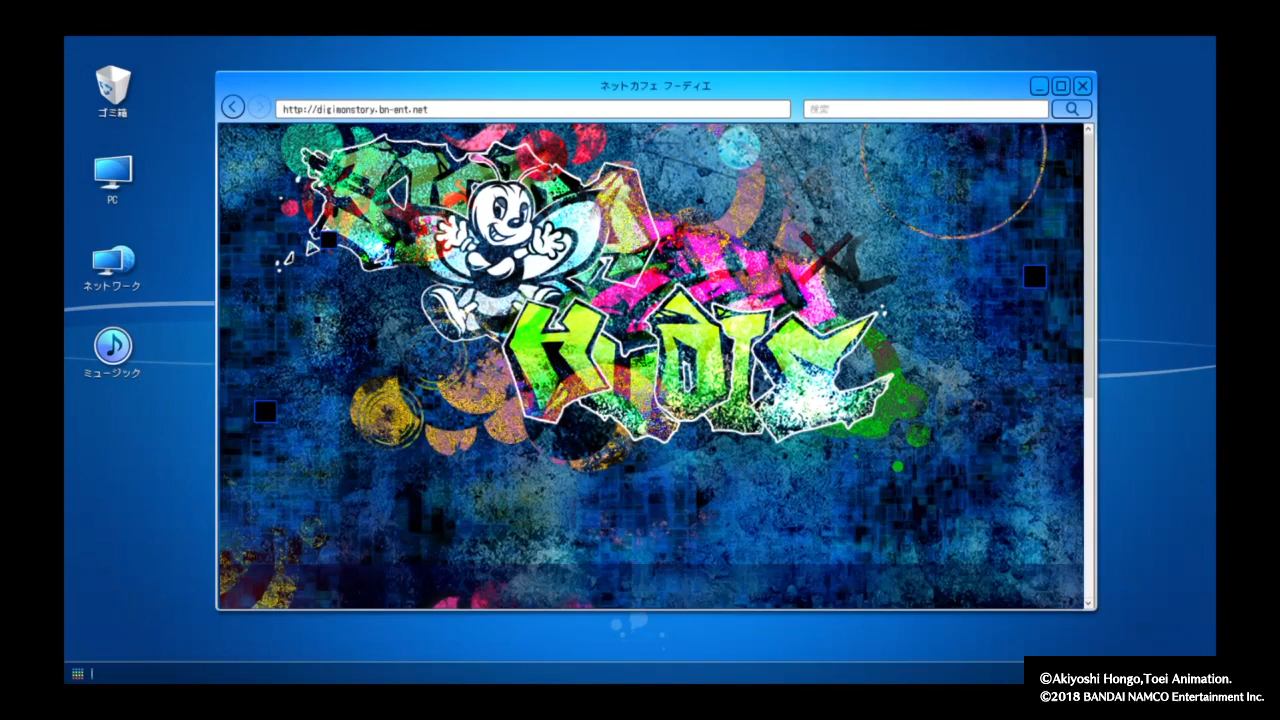 ゴミ箱
PC
ネットワーク
ミュージック
ネットカフェ フーディエ
http://digimonstory.bn-ent.net
検索
©Akiyoshi Hongo,Toei Animation.
©2018 BANDAI NAMCO Entertainment Inc.